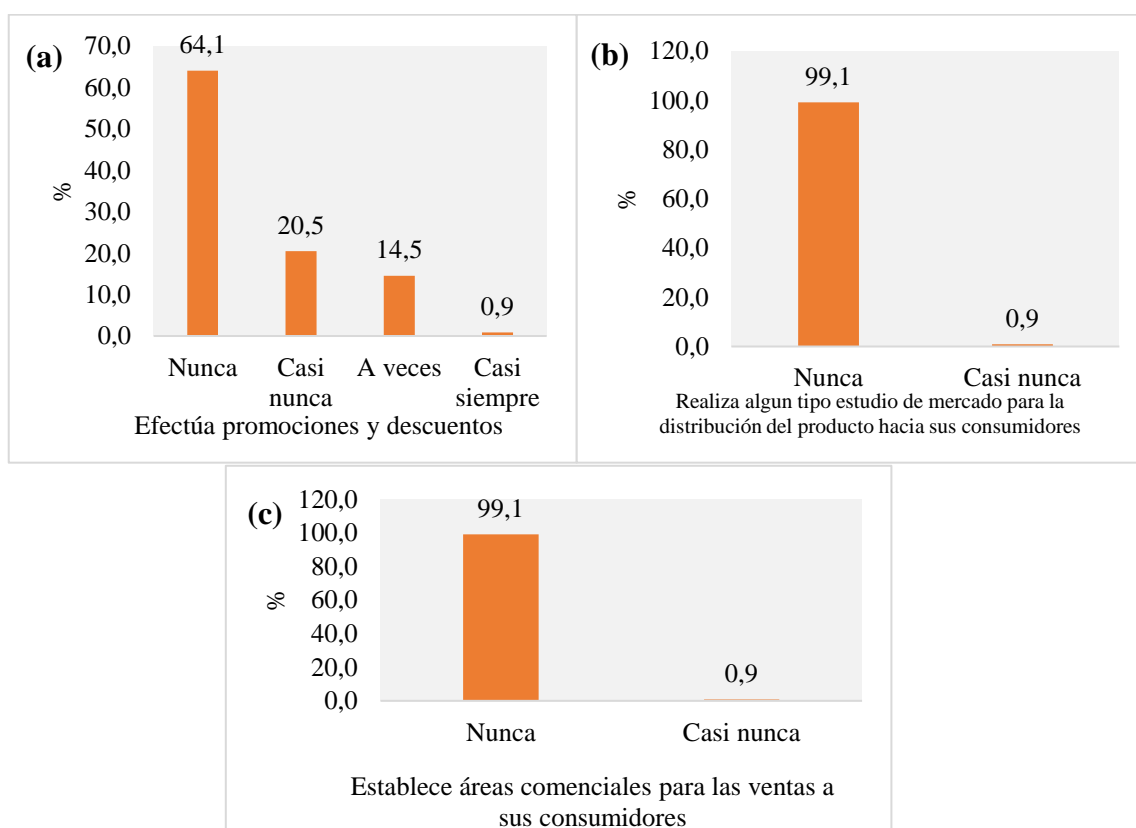 (a)
70,0
60,0
50,0
40,0
30,0
20,0
10,0
0,0
%
64,1
20,5
14,5
0,9
Nunca
Casi nunca
A veces
Casi siempre
Efectúa promociones y descuentos
(b)
120,0
100,0
80,0
60,0
40,0
20,0
0,0
%
99,1
0,9
Nunca
Casi nunca
Realiza algun tipo estudio de mercado para la
distribución del producto hacia sus consumidores
(c)
120,0
100,0
80,0
60,0
40,0
20,0
0,0
%
99,1
0,9
Nunca
Casi nunca
Establece áreas comenciales para las ventas a
sus consumidores